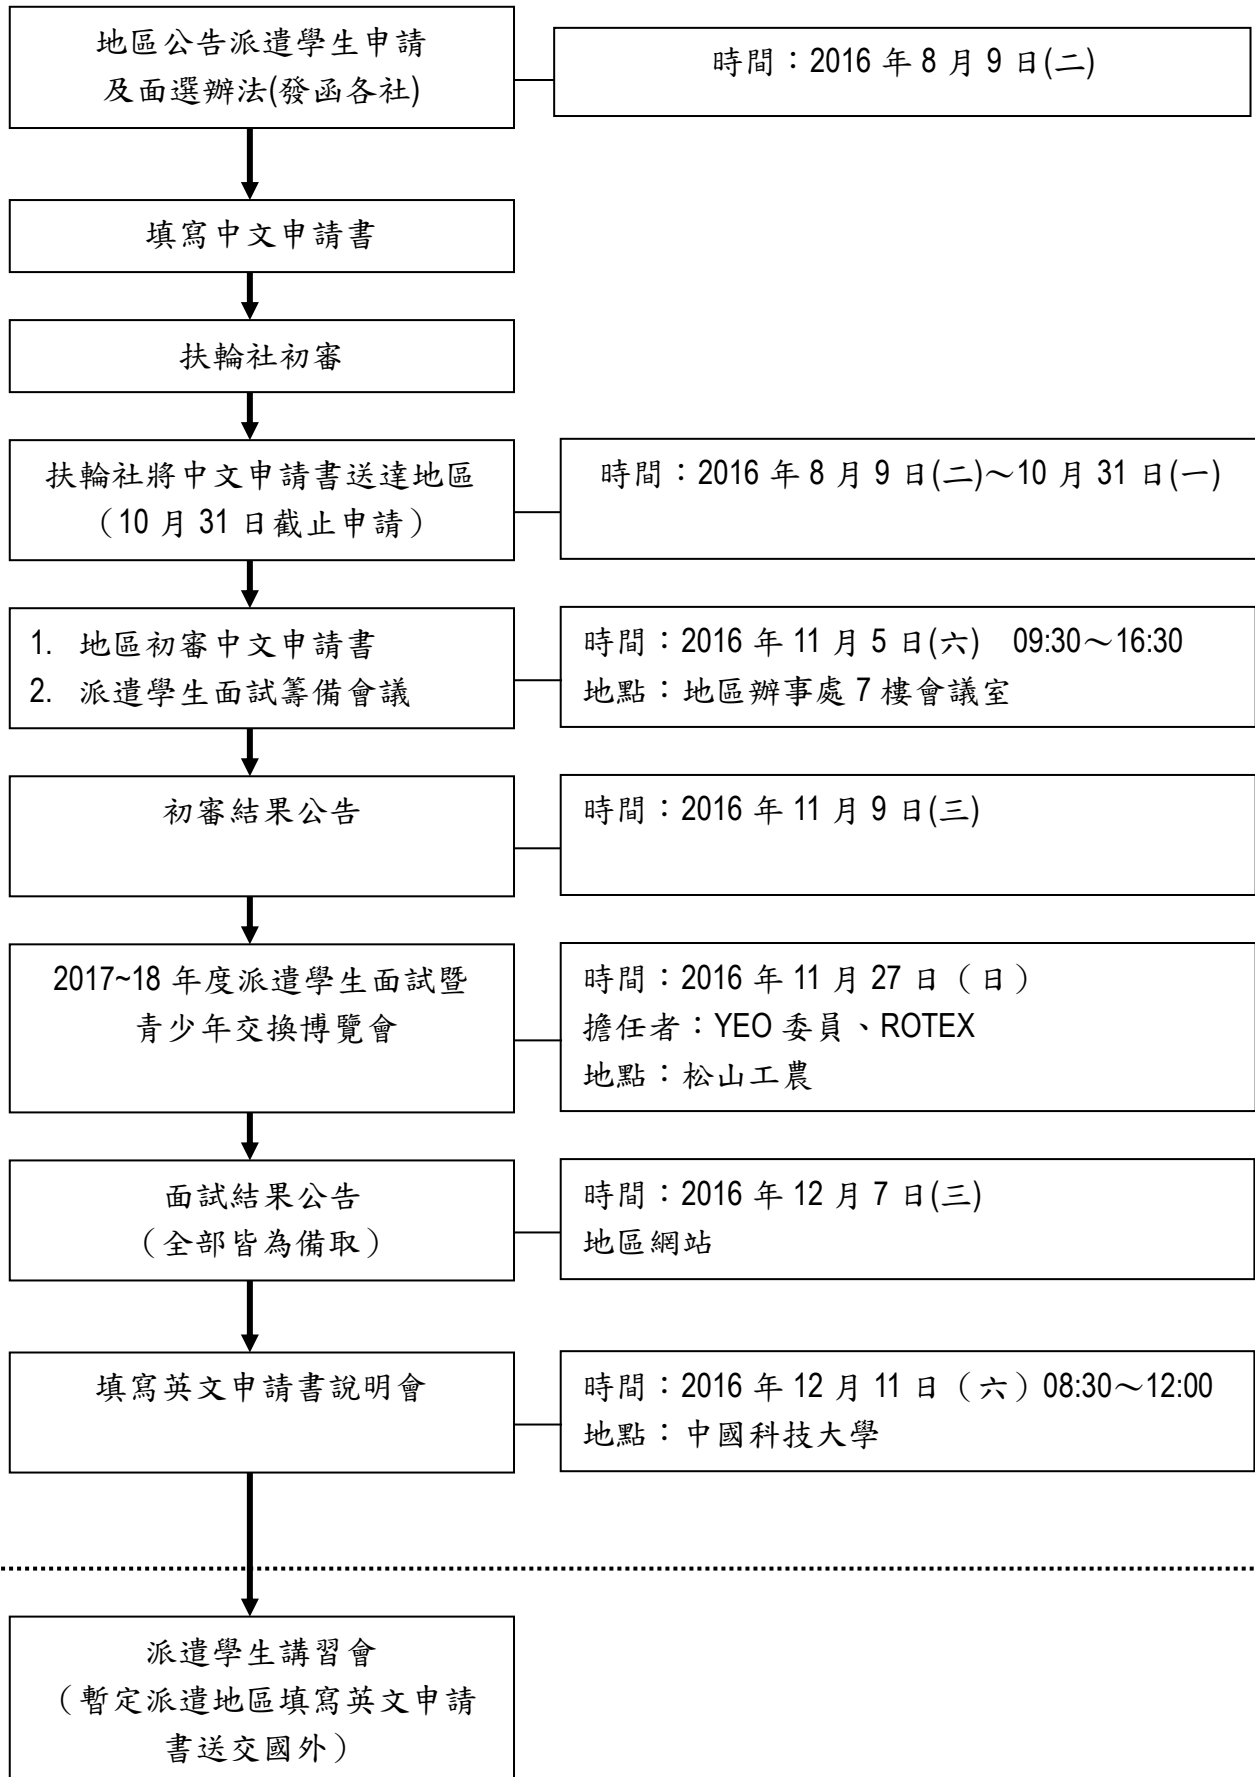 地區公告派遣學生申請
及面選辦法(發函各社)
時間：2016 年 8 月 9 日(二)
填寫中文申請書
扶輪社初審
扶輪社將中文申請書送達地區
（10 月 31 日截止申請）
時間：2016 年 8 月 9 日(二)～10 月 31 日(一)
1. 地區初審中文申請書
2. 派遣學生面試籌備會議
時間：2016 年 11 月 5 日(六) 09:30～16:30
地點：地區辦事處 7 樓會議室
初審結果公告
時間：2016 年 11 月 9 日(三)
2017~18 年度派遣學生面試暨
青少年交換博覽會
時間：2016 年 11 月 27 日（日）
擔任者：YEO 委員、ROTEX
地點：松山工農
面試結果公告
（全部皆為備取）
時間：2016 年 12 月 7 日(三)
地區網站
填寫英文申請書說明會
時間：2016 年 12 月 11 日（六）08:30～12:00
地點：中國科技大學
派遣學生講習會
（暫定派遣地區填寫英文申請
書送交國外）